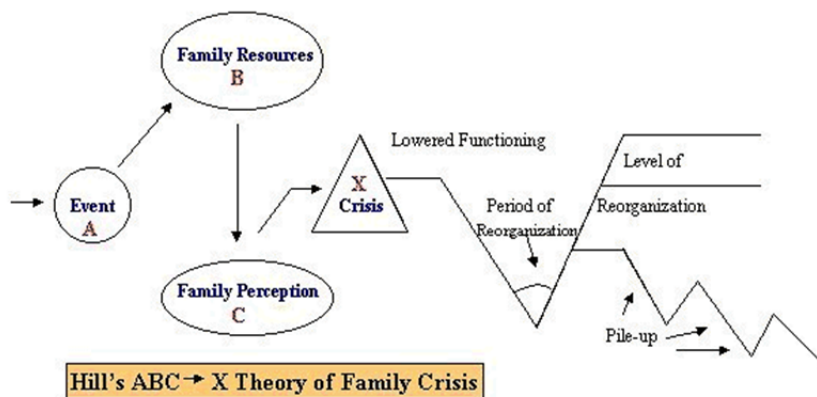 Family Resources
B
Event
A
Family Perception
C
X
Crisis
Lowered Functioning
Period of
Reorganization
Level of
Reorganization
Pile-up
Hill's ABC → X Theory of Family Crisis